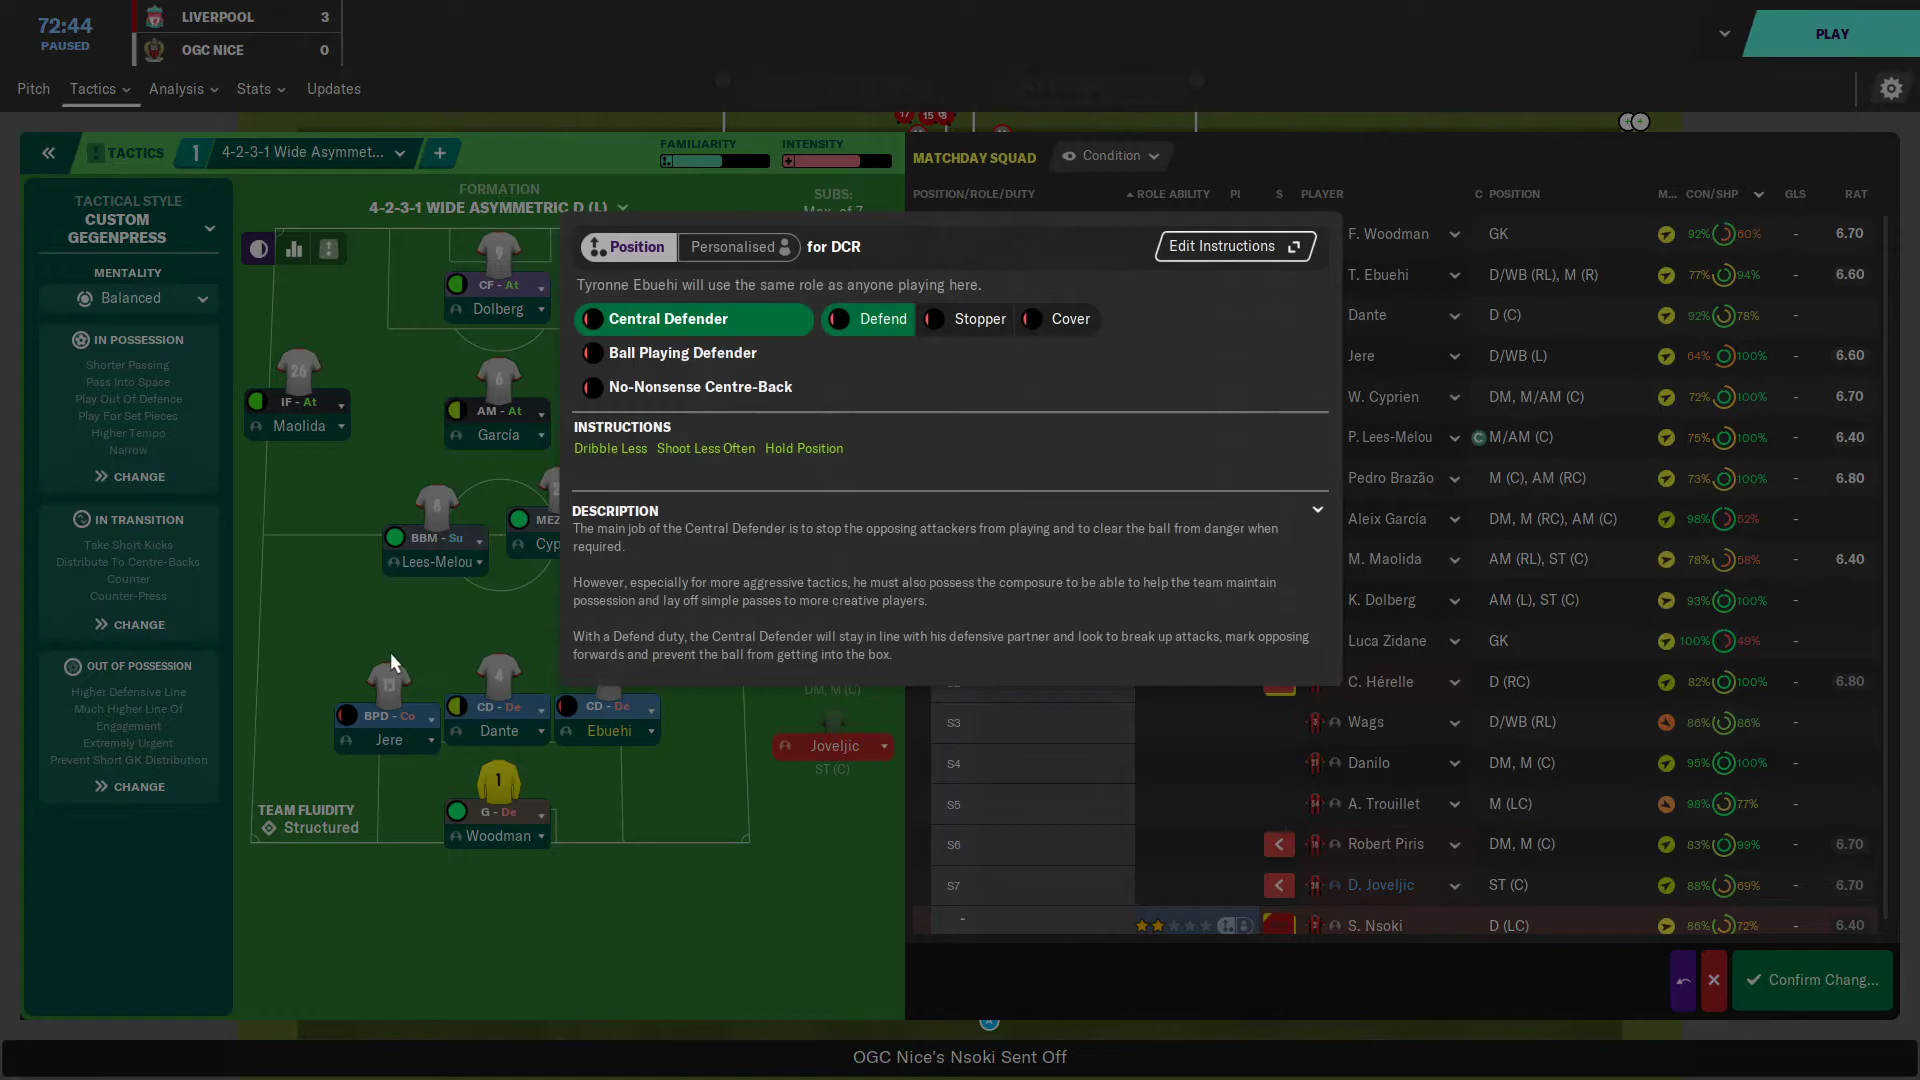 72:44
PAUSED
LIVERPOOL 3
OGC NICE 0
PLAY
Pitch Tactics Analysis Stats Updates
TACTICS 1 4-2-3-1 Wide Asymmet... +
FAMILIARITY
INTENSITY
TACTICAL STYLE
CUSTOM
GEGENPRESS
MENTALITY
Balanced
IN POSSESSION
Shorter Passing
Pass Into Space
Play Out Of Defence
Play For Set Pieces
Higher Tempo
Narrow
CHANGE
IN TRANSITION
Take Short Kicks
Distribute To Centre-Backs
Counter
Counter-Press
CHANGE
OUT OF POSSESSION
Higher Defensive Line
Much Higher Line Of
Engagement
Extremely Urgent
Prevent Short GK Distribution
CHANGE
FORMATION
4-2-3-1 WIDE ASYMMETRIC D (L)
SUBS:
9
CF - At
Dolberg
26
IF - At
Maolida
6
AM - At
García
8
BBM - Su
Lees-Melou
MEZ
Cyp
13
BPD - Co
Jere
4
CD - De
Dante
CD - De
Ebuehi
1
G - De
Woodman
TEAM FLUIDITY
Structured
DM, M (C)
Joveljic
ST (C)
Position Personalised for DCR
Edit Instructions
Tyronne Ebuehi will use the same role as anyone playing here.
Central Defender Defend Stopper Cover
Ball Playing Defender
No-Nonsense Centre-Back
INSTRUCTIONS
Dribble Less Shoot Less Often Hold Position
DESCRIPTION
The main job of the Central Defender is to stop the opposing attackers from playing and to clear the ball from danger when
required.
However, especially for more aggressive tactics, he must also possess the composure to be able to help the team maintain
possession and lay off simple passes to more creative players.
With a Defend duty, the Central Defender will stay in line with his defensive partner and look to break up attacks, mark opposing
forwards and prevent the ball from getting into the box.
17 15 8
MATCHDAY SQUAD Condition
POSITION/ROLE/DUTY ROLE ABILITY PI S PLAYER C POSITION M... CON/SHP GLS RAT
F. Woodman GK 92% 60% - 6.70
T. Ebuehi D/WB (RL), M (R) 77% 94% - 6.60
Dante D (C) 92% 78% -
Jere D/WB (L) 64% 100% - 6.60
W. Cyprien DM, M/AM (C) 72% 100% - 6.70
P. Lees-Melou C M/AM (C) 75% 100% - 6.40
Pedro Brazão M (C), AM (RC) 73% 100% - 6.80
Aleix García DM, M (RC), AM (C) 98% 52% -
M. Maolida AM (RL), ST (C) 78% 58% - 6.40
K. Dolberg AM (L), ST (C) 93% 100% -
Luca Zidane GK 100% 49% -
C. Hérelle D (RC) 82% 100% - 6.80
S3 Wags D/WB (RL) 86% 86% -
S4 Danilo DM, M (C) 95% 100% -
S5 A. Trouillet M (LC) 98% 77% -
S6 Robert Piris DM, M (C) 83% 99% - 6.70
S7 D. Joveljic ST (C) 88% 69% - 6.70
- S. Nsoki D (LC) 86% 72% - 6.40
Confirm Chang...
OGC Nice's Nsoki Sent Off